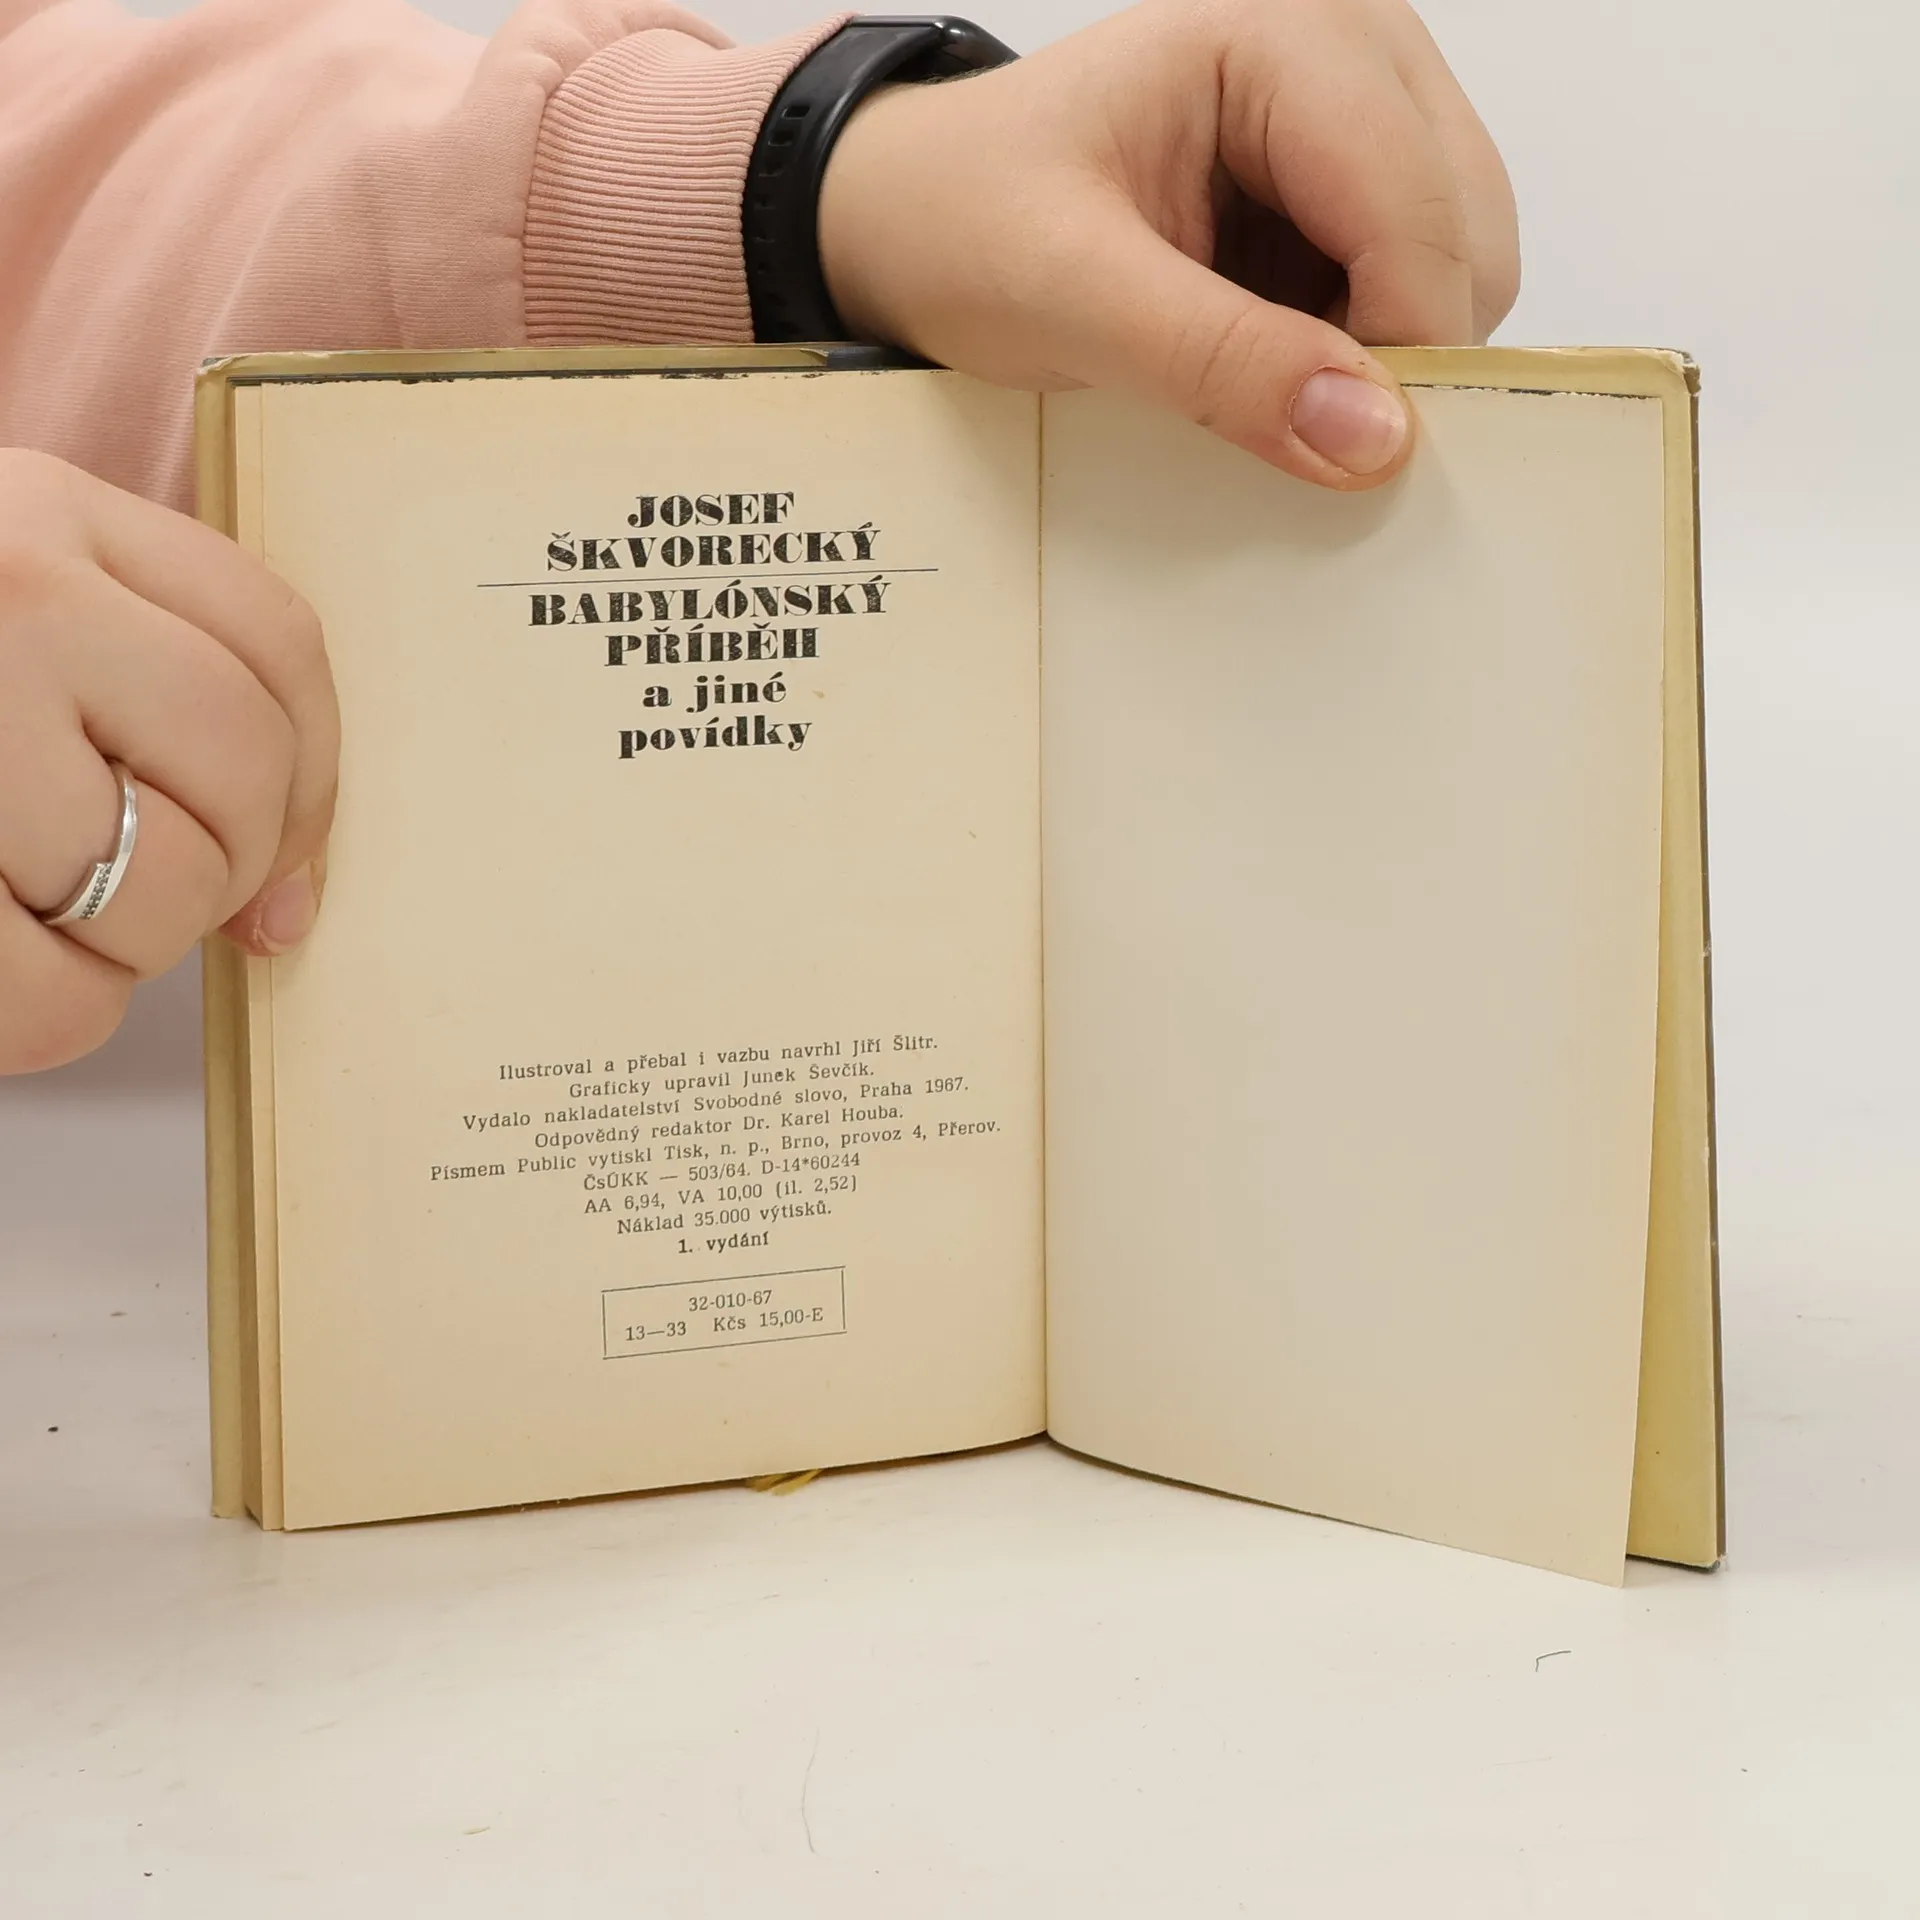 JOSEF
ŠKVORECKÝ
BABYLÓNSKÝ
PŘÍBĚH
a jiné
povídky
Ilustroval a přebal i vazbu navrhl Jiří Šlitr.
Graficky upravil Junek Ševčík.
Vydalo nakladatelství Svobodné slovo, Praha 1967.
Odpovědný redaktor Dr. Karel Houba.
Písmem Public vytiskl Tisk, n. p., Brno, provoz 4, Přerov.
ČsÚKK — 503/64. D-14*60244
AA 6,94, VA 10,00 (il. 2,52)
Náklad 35.000 výtisků.
1. vydání
32-010-67
13—33 Kčs 15,00-E